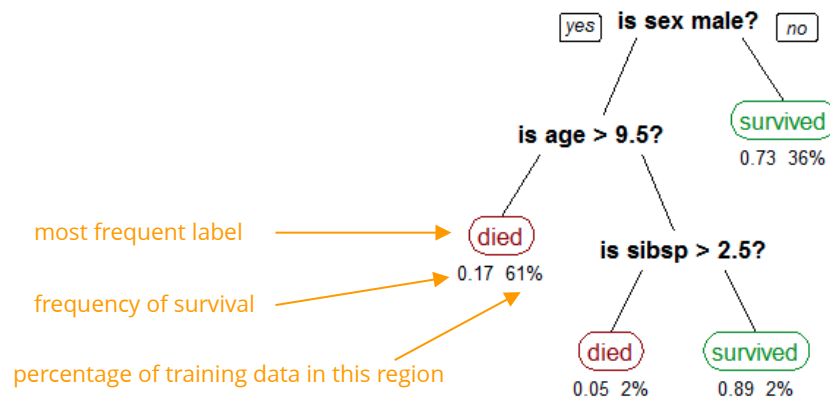 yes
is sex male?
no
survived
0.73 36%
is age > 9.5?
most frequent label
died
0.17 61%
frequency of survival
is sibsp > 2.5?
percentage of training data in this region
died
survived
0.05 2%
0.89 2%